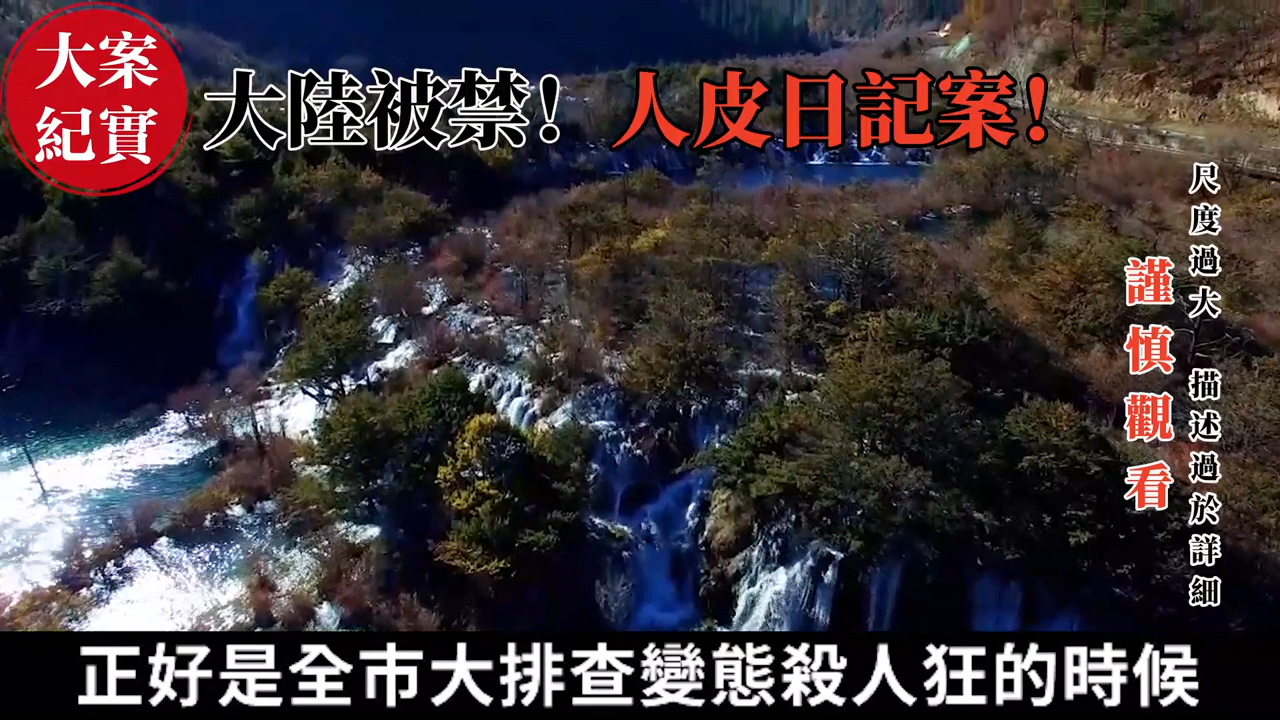 大案
紀實
大陸被禁！人皮日記案！
尺度過大 描述過於詳細
謹慎觀看
正好是全市大排查變態殺人狂的時候